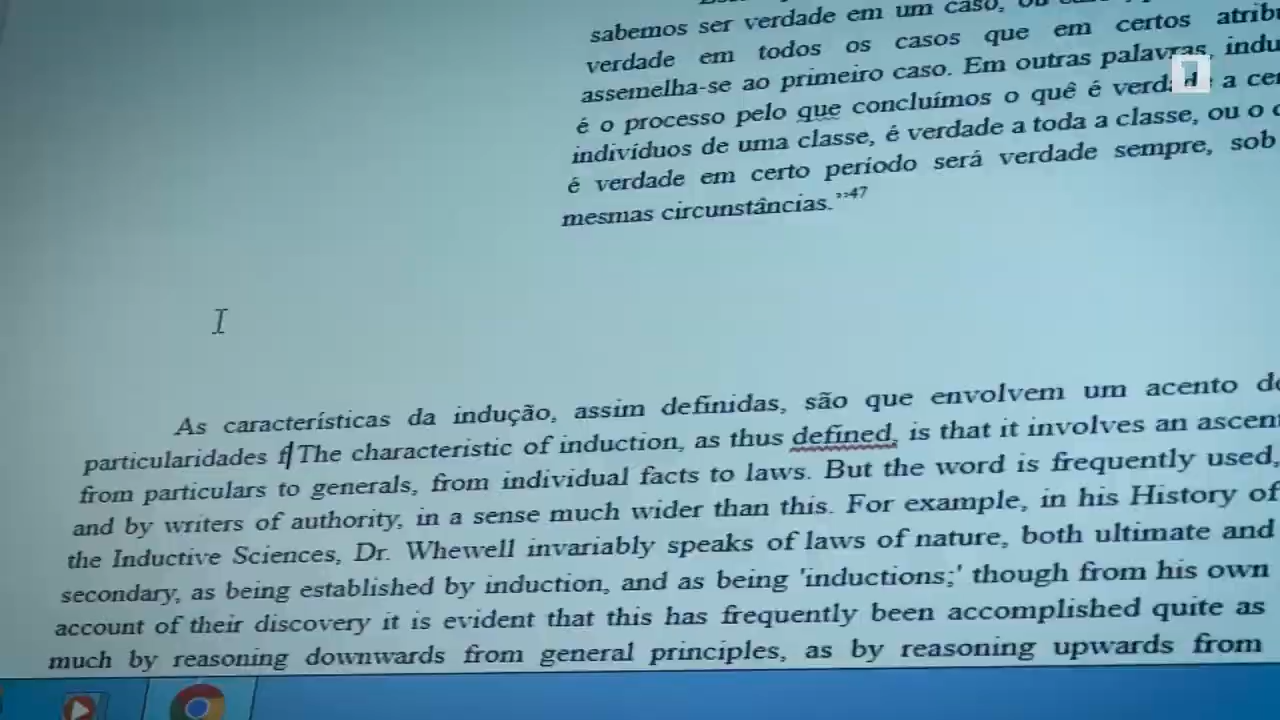 sabemos ser verdade em um caso,
verdade em todos os casos que em certos
assemelha-se ao primeiro caso. Em outras palavras,
é o processo pelo que concluímos o quê é a
indivíduos de uma classe, é verdade a toda a classe, ou o
é verdade em certo período será verdade sempre, sob
mesmas circunstâncias.”47
As características da indução, assim definidas, são que envolvem um acento
particularidades f The characteristic of induction, as thus defined, is that it involves an
from particulars to generals, from individual facts to laws. But the word is frequently used,
and by writers of authority, in a sense much wider than this. For example, in his History of
the Inductive Sciences, Dr. Whewell invariably speaks of laws of nature, both ultimate and
secondary, as being established by induction, and as being 'inductions;' though from his own
account of their discovery it is evident that this has frequently been accomplished quite as
much by reasoning downwards from general principles, as by reasoning upwards from